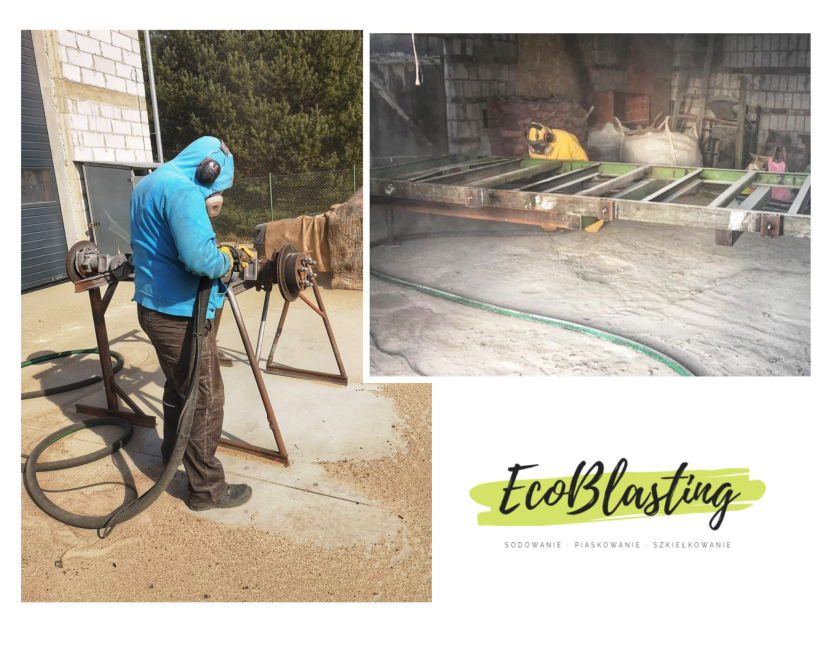 EcoBlasting
SODOWANIE · PIASKOWANIE · SZKIEŁKOWANIE